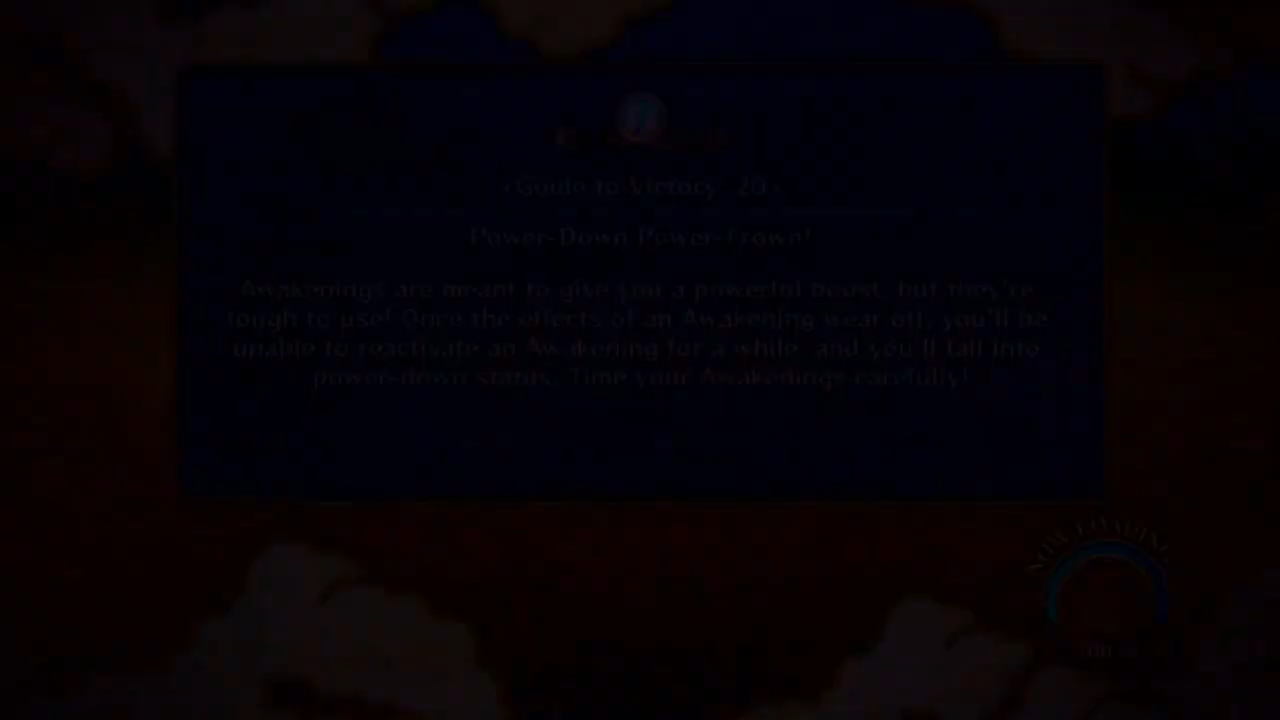 Guide to Victory 20
Power-Down Power-Frown!
Awakenings are meant to give you a powerful boost, but they're
tough to use! Once the effects of an Awakening wear off, you'll be
unable to reactivate an Awakening for a while, and you'll fall into
power-down status. Time your Awakenings carefully!
NOW LOADING